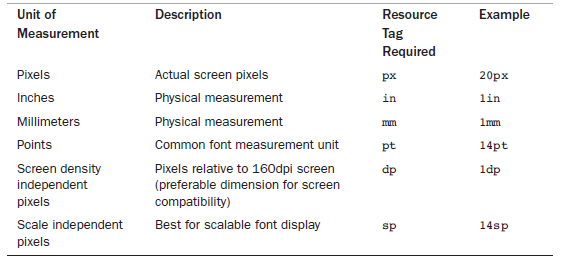 Unit of Measurement Description Resource Tag Required Example
Pixels Actual screen pixels px 20px
Inches Physical measurement in 1in
Millimeters Physical measurement mm 1mm
Points Common font measurement unit pt 14pt
Screen density independent pixels Pixels relative to 160dpi screen (preferable dimension for screen compatibility) dp 1dp
Scale independent pixels Best for scalable font display sp 14sp